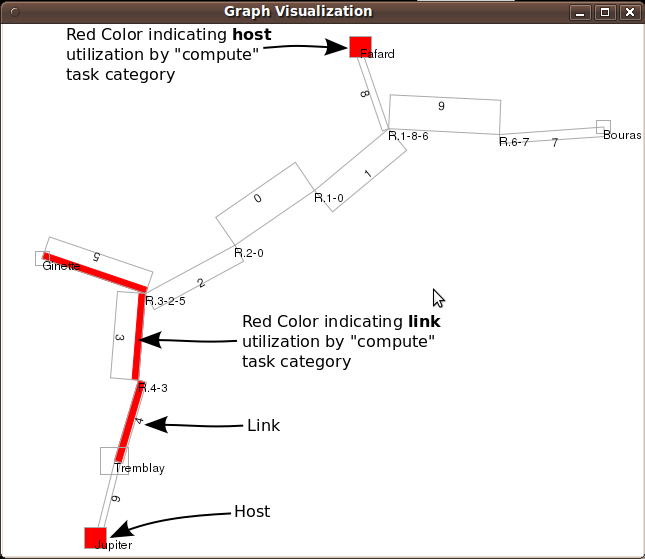 Graph Visualization
Red Color indicating host
utilization by "compute"
task category
Fafard
8
9
R.1-8-6
R.6-7
7
Bouras
1
0
R.1-0
R.2-0
5
Ginette
2
R.3-2-5
3
Red Color indicating link
utilization by "compute"
task category
R.4-3
4
Link
Tremblay
6
Host
Jupiter